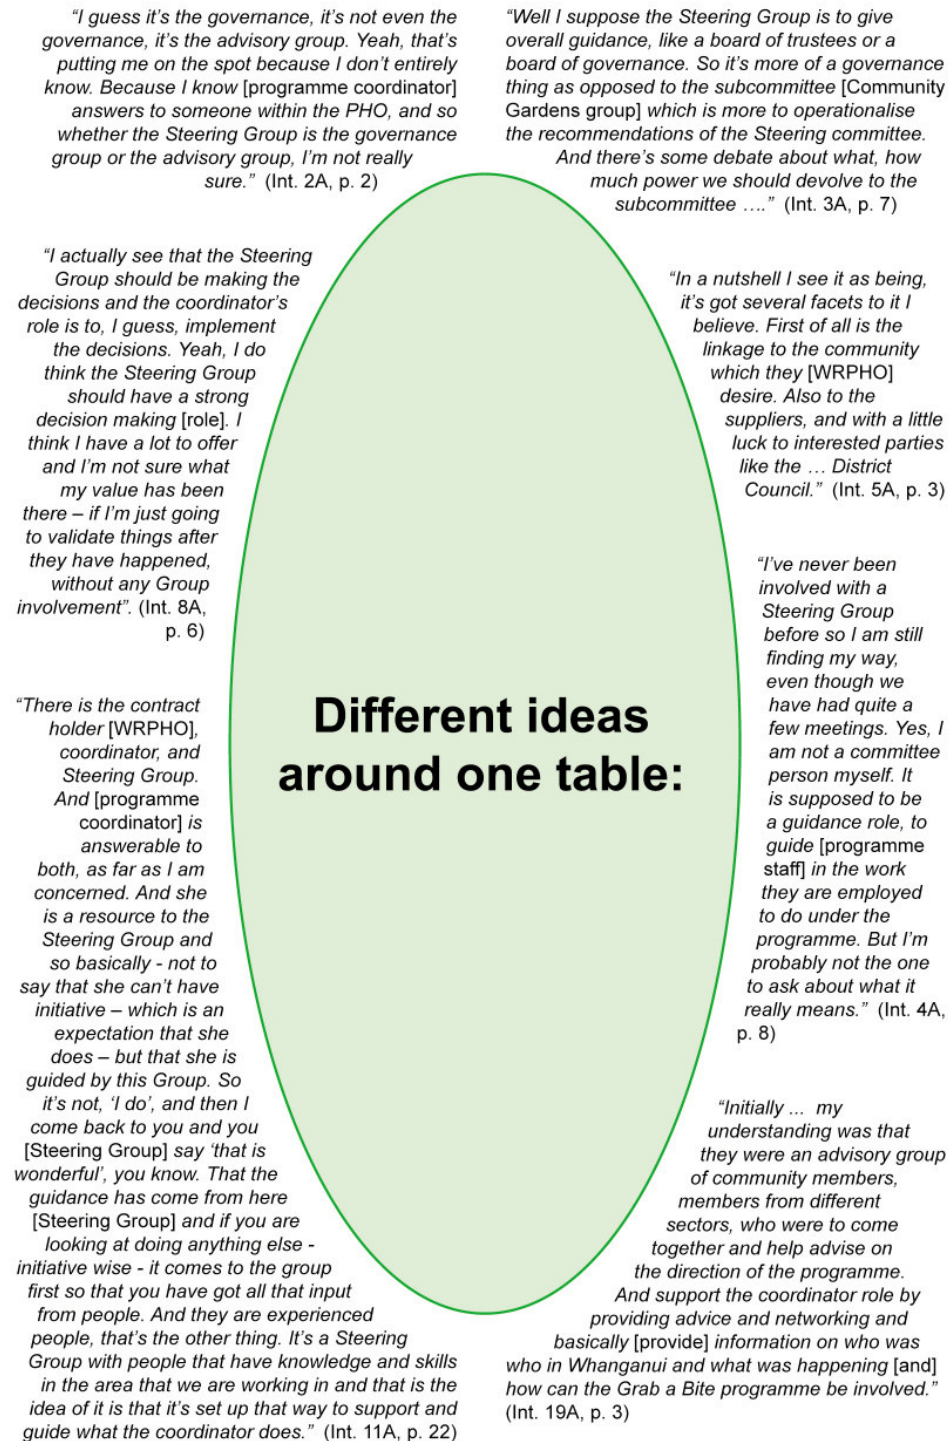 “I guess it’s the governance, it’s not even the
governance, it’s the advisory group. Yeah, that’s
putting me on the spot because I don’t entirely
know. Because I know [programme coordinator]
answers to someone within the PHO, and so
whether the Steering Group is the governance
group or the advisory group, I’m not really
sure.” (Int. 2A, p. 2)
“Well I suppose the Steering Group is to give
overall guidance, like a board of trustees or a
board of governance. So it’s more of a governance
thing as opposed to the subcommittee [Community
Gardens group] which is more to operationalise
the recommendations of the Steering committee.
And there’s some debate about what, how
much power we should devolve to the
subcommittee ….” (Int. 3A, p. 7)
“I actually see that the Steering
Group should be making the
decisions and the coordinator’s
role is to, I guess, implement
the decisions. Yeah, I do
think the Steering Group
should have a strong
decision making [role]. I
think I have a lot to offer
and I’m not sure what
my value has been
there – if I’m just going
to validate things after
they have happened,
without any Group
involvement”. (Int. 8A,
p. 6)
“In a nutshell I see it as being,
it’s got several facets to it I
believe. First of all is the
linkage to the community
which they [WRPHO]
desire. Also to the
suppliers, and with a little
luck to interested parties
like the … District
Council.” (Int. 5A, p. 3)
“I’ve never been
involved with a
Steering Group
before so I am still
finding my way,
even though we
have had quite a
few meetings. Yes, I
am not a committee
person myself. It
is supposed to be
a guidance role, to
guide [programme
staff] in the work
they are employed
to do under the
programme. But I’m
probably not the one
to ask about what it
really means.” (Int. 4A,
p. 8)
Different ideas
around one table:
“There is the contract
holder [WRPHO],
coordinator, and
Steering Group.
And [programme
coordinator] is
answerable to
both, as far as I am
concerned. And she
is a resource to the
Steering Group and
so basically - not to
say that she can’t have
initiative – which is an
expectation that she
does – but that she is
guided by this Group. So
it’s not, ‘I do’, and then I
come back to you and you
[Steering Group] say ‘that is
wonderful’, you know. That the
guidance has come from here
[Steering Group] and if you are
looking at doing anything else -
initiative wise - it comes to the group
first so that you have got all that input
from people. And they are experienced
people, that’s the other thing. It’s a Steering
Group with people that have knowledge and skills
in the area that we are working in and that is the
idea of it is that it’s set up that way to support and
guide what the coordinator does.” (Int. 11A, p. 22)
“Initially ... my
understanding was that
they were an advisory group
of community members,
members from different
sectors, who were to come
together and help advise on
the direction of the programme.
And support the coordinator role by
providing advice and networking and
basically [provide] information on who was
who in Whanganui and what was happening [and]
how can the Grab a Bite programme be involved.”
(Int. 19A, p. 3)